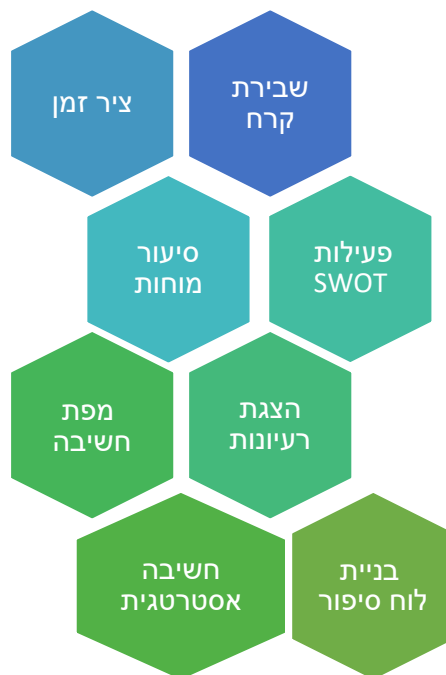 שבירת
קרח
ציר זמן
פעילות
SWOT
סיעור
מוחות
הצגת
רעיונות
מפת
חשיבה
בניית
לוח סיפור
חשיבה
אסטרטגית